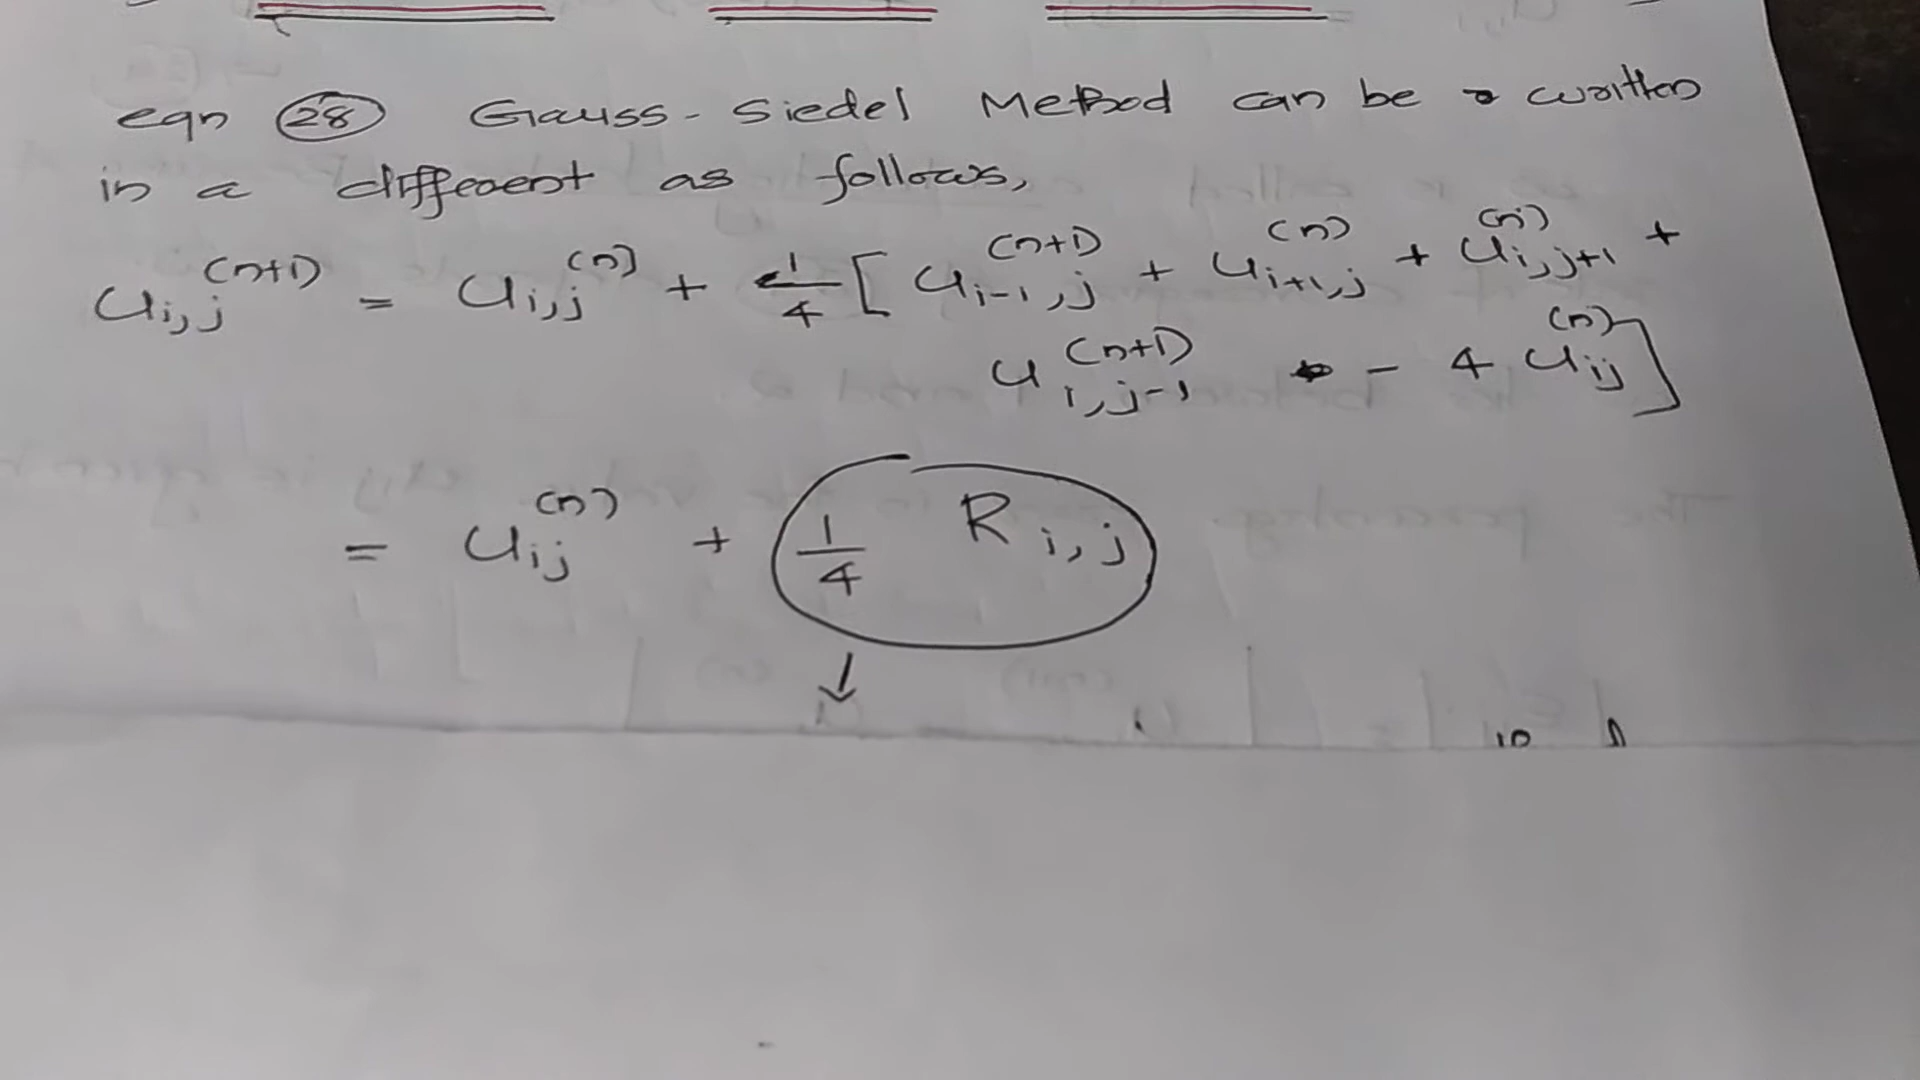 eqn 28 Gauss - Siedel Method can be written
in a different as follows,
u_{i,j}^{(n+1)} = u_{i,j}^{(n)} + 1/4 [ u_{i-1,j}^{(n+1)} + u_{i+1,j}^{(n)} + u_{i,j+1}^{(n)} +
u_{i,j-1}^{(n+1)} - 4 u_{ij}^{(n)} ]
= u_{ij}^{(n)} + 1/4 R_{i,j}
↓